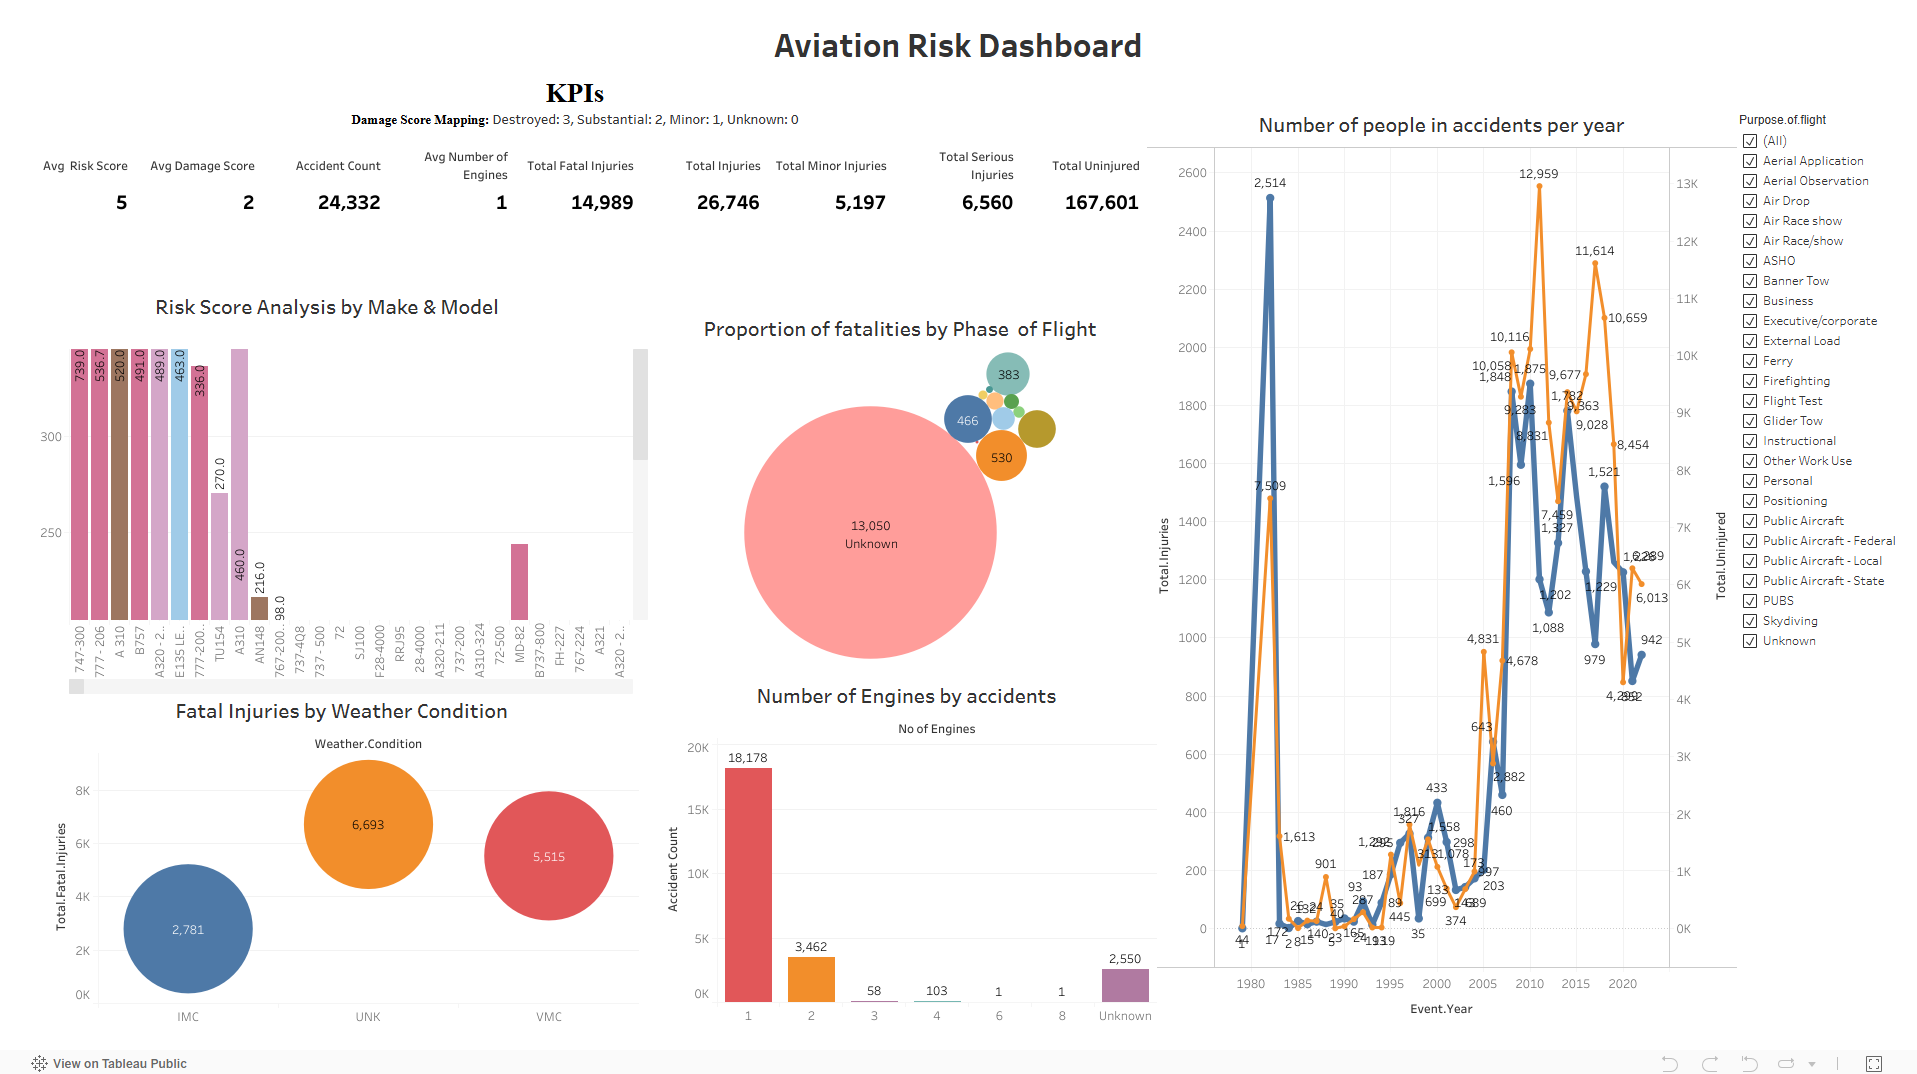 Aviation Risk Dashboard
KPIs
Damage Score Mapping: Destroyed: 3, Substantial: 2, Minor: 1, Unknown: 0
Avg Risk Score
5
Avg Damage Score
2
Accident Count
24,332
Avg Number of
Engines
1
Total Fatal Injuries
14,989
Total Injuries
26,746
Total Minor Injuries
5,197
Total Serious
Injuries
6,560
Total Uninjured
167,601
Risk Score Analysis by Make & Model
300
250
739.0
536.7
520.0
491.0
489.0
463.0
336.0
270.0
460.0
216.0
98.0
747-300
777 - 206
A 310
B757
A320 - 2..
E135 LE..
777-200..
TU154
A310
AN148
767-200..
737-4Q8
737 - 500
72
SJ100
F28-4000
RRJ95
28-4000
A320-211
737-200
A310-324
72-500
MD-82
B737-800
FH-227
767-224
A321
A320 - 2...
Proportion of fatalities by Phase of Flight
383
466
530
13,050
Unknown
Fatal Injuries by Weather Condition
Weather.Condition
Total.Fatal.Injuries
8K
6K
4K
2K
0K
2,781
6,693
5,515
IMC
UNK
VMC
Number of Engines by accidents
No of Engines
Accident Count
20K
15K
10K
5K
0K
18,178
3,462
58
103
1
1
2,550
1
2
3
4
6
8
Unknown
Number of people in accidents per year
Total.Injuries
2600
2400
2200
2000
1800
1600
1400
1200
1000
800
600
400
200
0
2,514
7,509
1,613
901
12,959
11,614
10,659
10,116
10,058
1,848
1,875
9,677
1,782
9,283
9,363
9,028
8,831
8,454
1,596
1,521
7,459
1,327
6,013
1,229
1,202
1,088
979
942
4,831
4,678
643
2,882
460
433
1,816
327
1,558
1,292
298
313
1,078
173
997
187
93
203
133
287
89
699
143
689
445
374
35
26
24
35
40
172
17
2
8
15
140
23
5
165
24
19
44
1
4,299
852
13K
12K
11K
10K
9K
8K
7K
6K
5K
4K
3K
2K
1K
0K
Total.Uninjured
1980
1985
1990
1995
2000
2005
2010
2015
2020
Event.Year
Purpose.of.flight
(All)
Aerial Application
Aerial Observation
Air Drop
Air Race show
Air Race/show
ASHO
Banner Tow
Business
Executive/corporate
External Load
Ferry
Firefighting
Flight Test
Glider Tow
Instructional
Other Work Use
Personal
Positioning
Public Aircraft
Public Aircraft - Federal
Public Aircraft - Local
Public Aircraft - State
PUBS
Skydiving
Unknown
View on Tableau Public